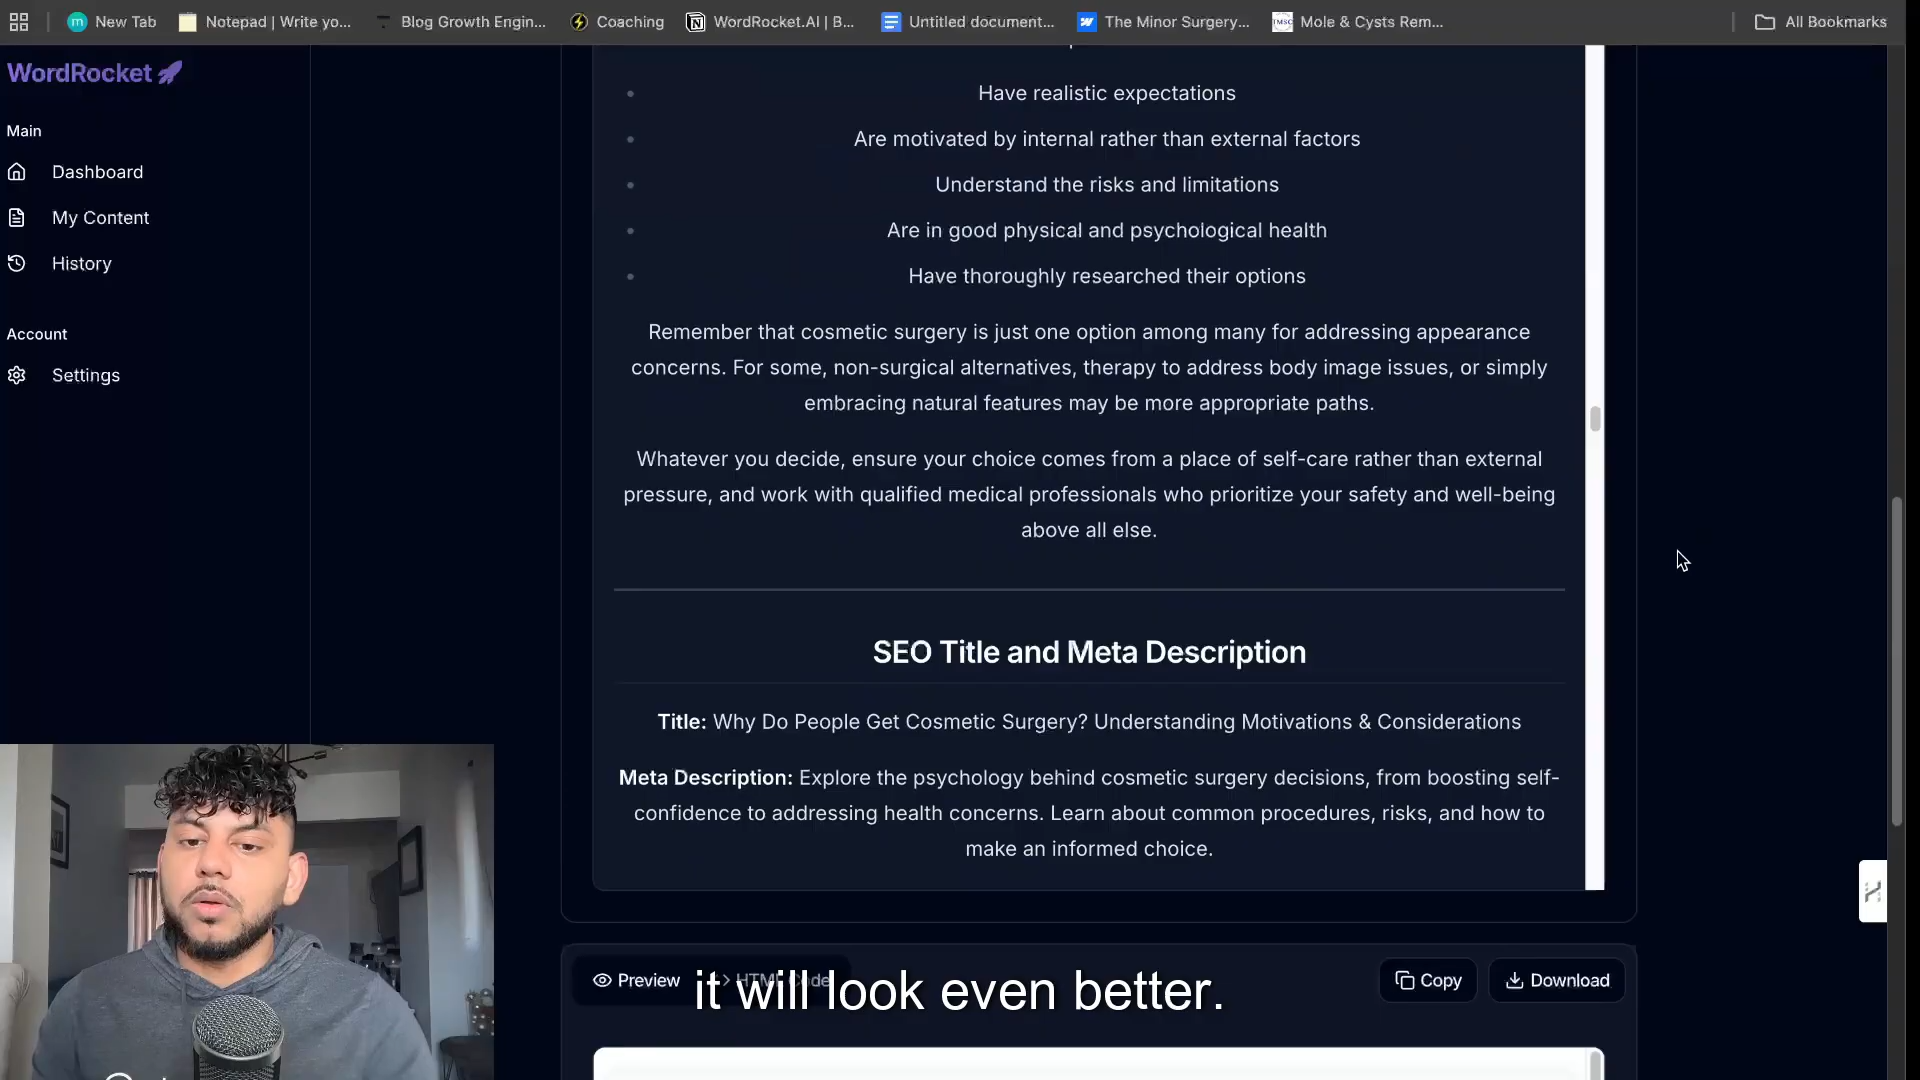 New Tab
Notepad | Write yo...
Blog Growth Engin...
Coaching
WordRocket.AI | B...
Untitled document...
The Minor Surgery...
TMSC
Mole & Cysts Rem...
All Bookmarks
WordRocket
Main
Dashboard
My Content
History
Account
Settings
Have realistic expectations
Are motivated by internal rather than external factors
Understand the risks and limitations
Are in good physical and psychological health
Have thoroughly researched their options
Remember that cosmetic surgery is just one option among many for addressing appearance
concerns. For some, non-surgical alternatives, therapy to address body image issues, or simply
embracing natural features may be more appropriate paths.
Whatever you decide, ensure your choice comes from a place of self-care rather than external
pressure, and work with qualified medical professionals who prioritize your safety and well-being
above all else.
SEO Title and Meta Description
Title: Why Do People Get Cosmetic Surgery? Understanding Motivations & Considerations
Meta Description: Explore the psychology behind cosmetic surgery decisions, from boosting self-
confidence to addressing health concerns. Learn about common procedures, risks, and how to
make an informed choice.
Preview
HTML Code
Copy
Download
it will look even better.